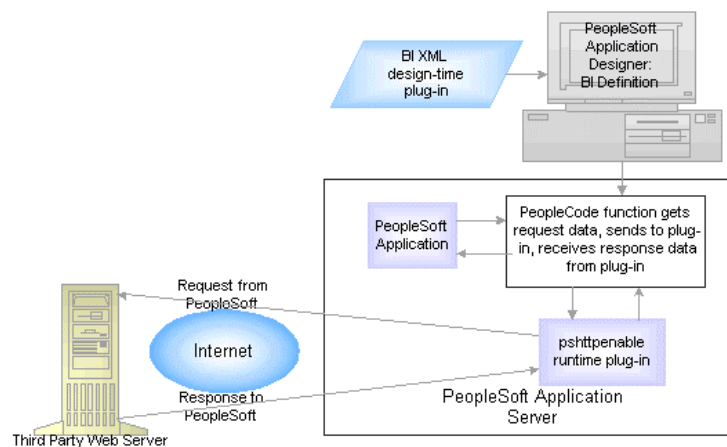 PeopleSoft
Application
Designer:
BI Definition
BI XML
design-time
plug-in
PeopleCode function gets
request data, sends to plug-
in, receives response data
from plug-in
PeopleSoft
Application
Request from
PeopleSoft
Internet
Response to
PeopleSoft
pshttpenable
runtime plug-in
PeopleSoft Application
Server
Third Party Web Server